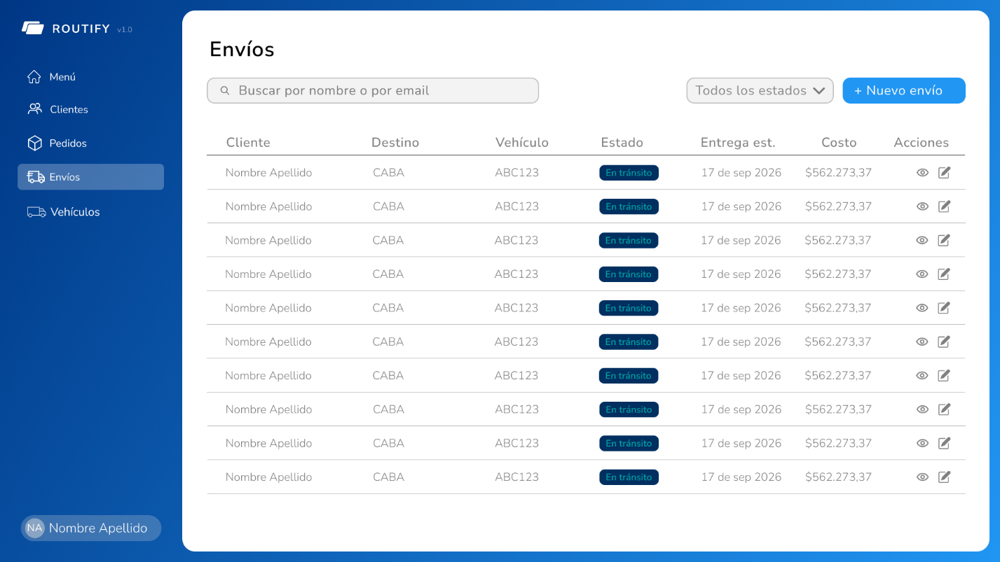 ROUTIFY v1.0
Menú
Clientes
Pedidos
Envíos
Vehículos
NA Nombre Apellido
Envíos
Buscar por nombre o por email
Todos los estados
+ Nuevo envío
Cliente Destino Vehículo Estado Entrega est. Costo Acciones
Nombre Apellido CABA ABC123 En tránsito 17 de sep 2026 $562.273,37
Nombre Apellido CABA ABC123 En tránsito 17 de sep 2026 $562.273,37
Nombre Apellido CABA ABC123 En tránsito 17 de sep 2026 $562.273,37
Nombre Apellido CABA ABC123 En tránsito 17 de sep 2026 $562.273,37
Nombre Apellido CABA ABC123 En tránsito 17 de sep 2026 $562.273,37
Nombre Apellido CABA ABC123 En tránsito 17 de sep 2026 $562.273,37
Nombre Apellido CABA ABC123 En tránsito 17 de sep 2026 $562.273,37
Nombre Apellido CABA ABC123 En tránsito 17 de sep 2026 $562.273,37
Nombre Apellido CABA ABC123 En tránsito 17 de sep 2026 $562.273,37
Nombre Apellido CABA ABC123 En tránsito 17 de sep 2026 $562.273,37